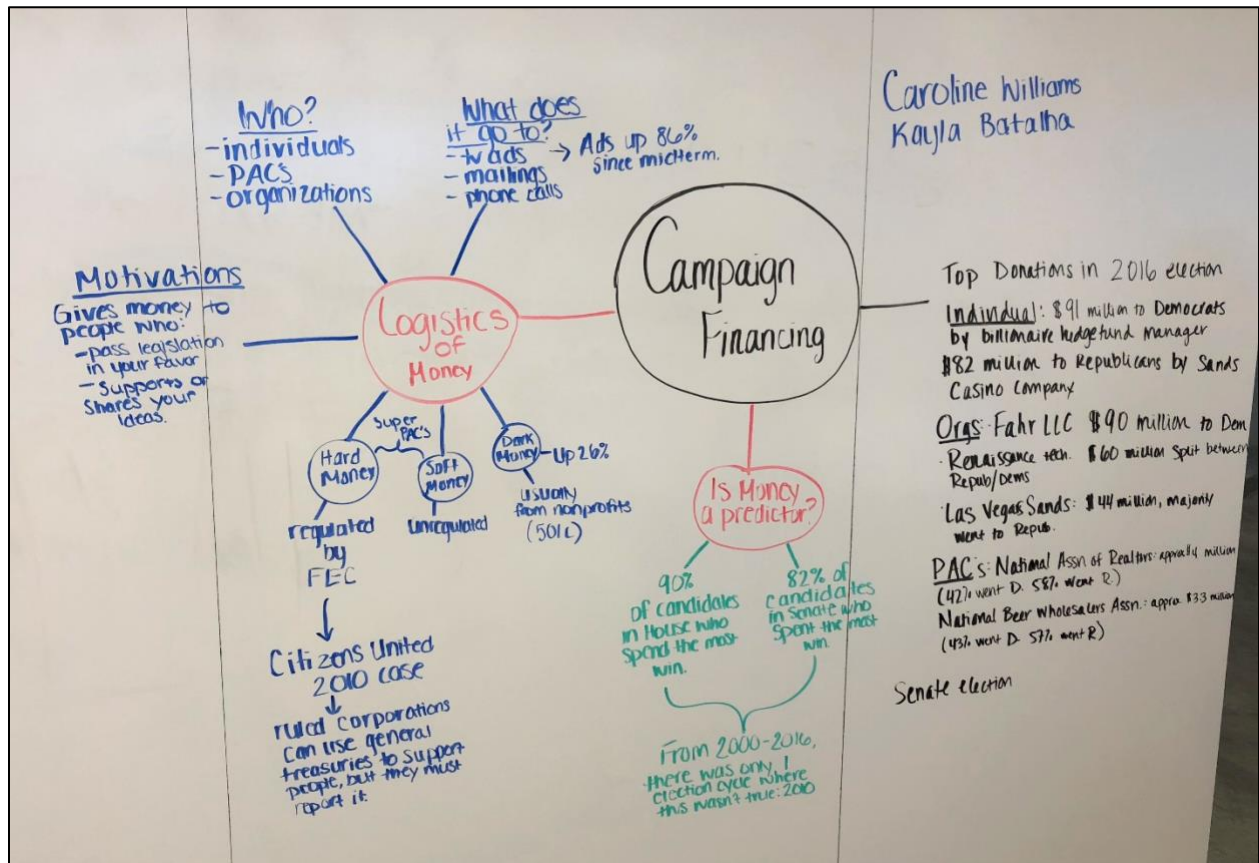 Who?
-individuals
-PAC's
-organizations
What does
it go to?
-tv ads → Ads up 86%
since midterm.
-mailings
-phone calls
Caroline Williams
Kayla Batalha
Motivations
Gives money to
people who:
-pass legislation
in your favor
-Supports or
Shares your
ideas.
Logistics
of
Money
Campaign
Financing
Super
PAC's
Hard
Money
Soft
Money
Dark
Money
-Up 26%
regulated
by
FEC
unregulated
usually
from nonprofits
(501c)
Citizens United
2010 case
ruled corporations
can use general
treasuries to support
people, but they must
report it.
Is Money
a predictor?
90%
of candidates
in House who
spend the most
win.
82% of
candidates
in Senate who
spent the most
win
From 2000-2016,
there was only 1
election cycle where
this wasn't true: 2010
Top Donations in 2016 election
Individual: $91 million to Democrats
by billionaire hedgefund manager
$82 million to Republicans by Sands
Casino Company
Orgs: Fahr LLC $90 million to Dem
· Renaissance tech. $60 million split between
Repub/Dems
· Las Vegas Sands: $44 million, majority
went to Repub.
PAC's: National Assn of Realtors: approx million
(42% went D. 58% went R.)
National Beer Wholesalers Assn.: approx. $3.3 million
(43% went D. 57% went R)
Senate election